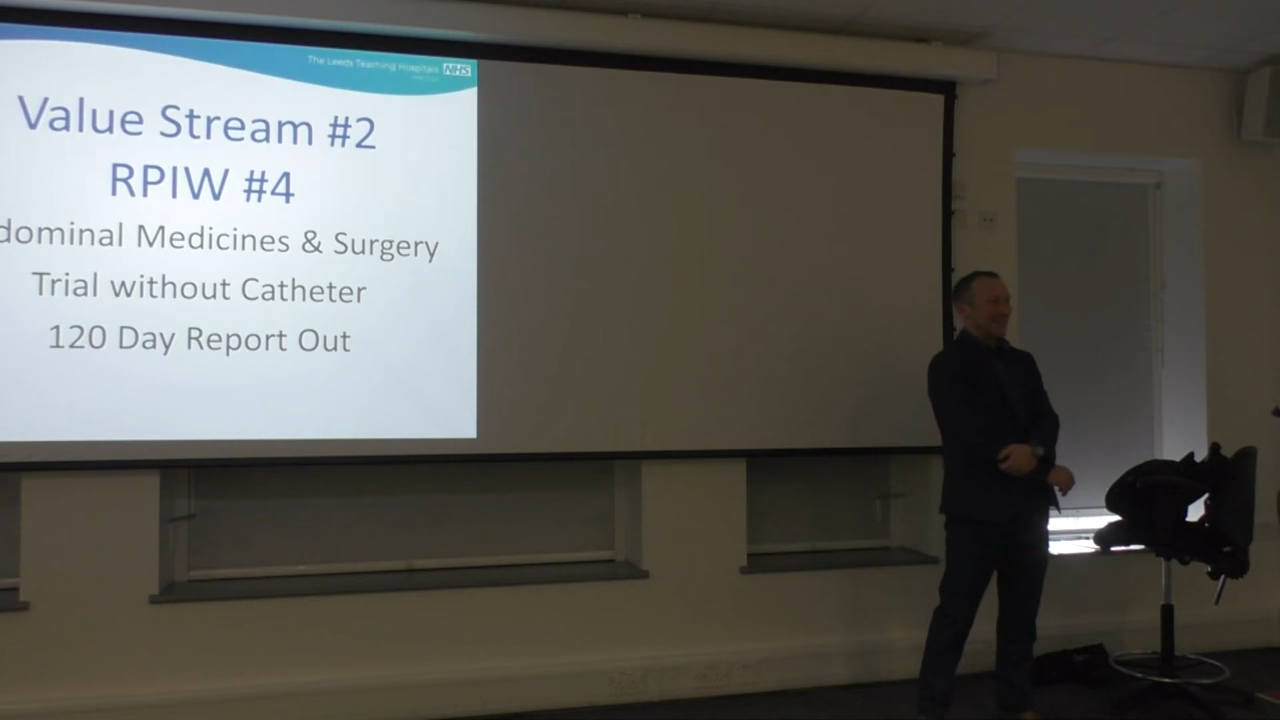 The Leeds Teaching Hospitals NHS
Value Stream #2
RPIW #4
dominal Medicines & Surgery
Trial without Catheter
120 Day Report Out